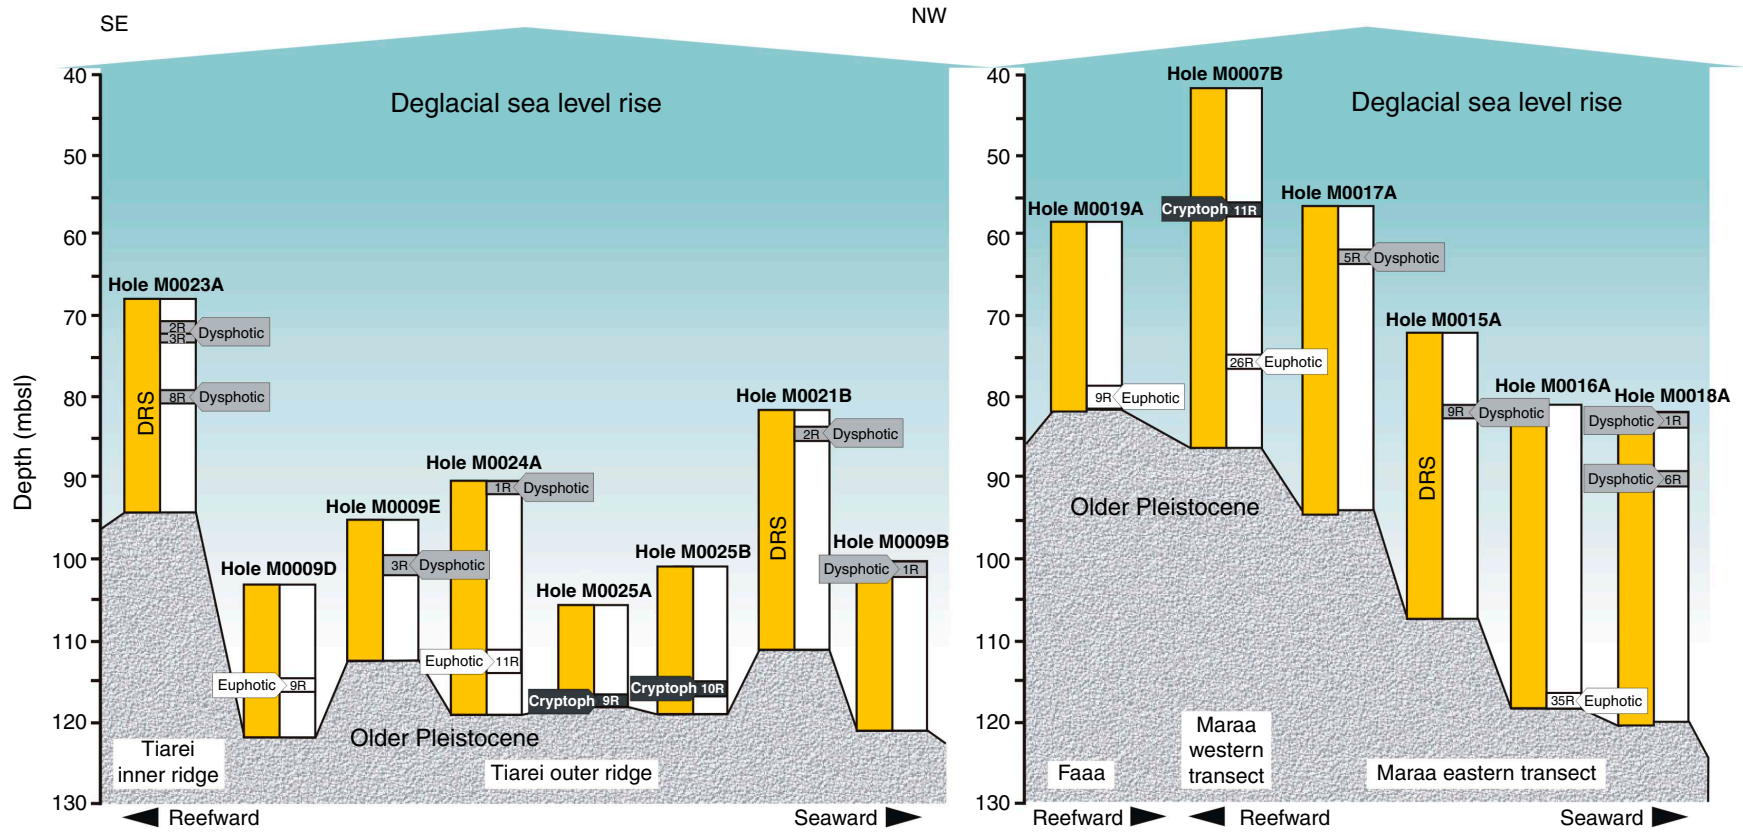 SE
NW
Deglacial sea level rise
Depth (mbsl)
40
50
60
70
80
90
100
110
120
130
Hole M0023A
DRS
2R
3R
Dysphotic
8R
Dysphotic
Hole M0009D
Euphotic
9R
Hole M0009E
3R
Dysphotic
Hole M0024A
1R
Dysphotic
Euphotic
11R
Hole M0025A
Cryptoph
9R
Hole M0025B
Cryptoph
10R
Hole M0021B
DRS
2R
Dysphotic
Hole M0009B
Dysphotic
1R
Older Pleistocene
Tiarei
inner ridge
Tiarei outer ridge
Reefward
Seaward
40
50
60
70
80
90
100
110
120
130
Deglacial sea level rise
Hole M0019A
9R
Euphotic
Hole M0007B
Cryptoph
11R
26R
Euphotic
Hole M0017A
5R
Dysphotic
Hole M0015A
DRS
9R
Dysphotic
Hole M0016A
35R
Euphotic
Hole M0018A
Dysphotic
1R
Dysphotic
6R
Older Pleistocene
Faaa
Maraa
western
transect
Maraa eastern transect
Reefward
Reefward
Seaward